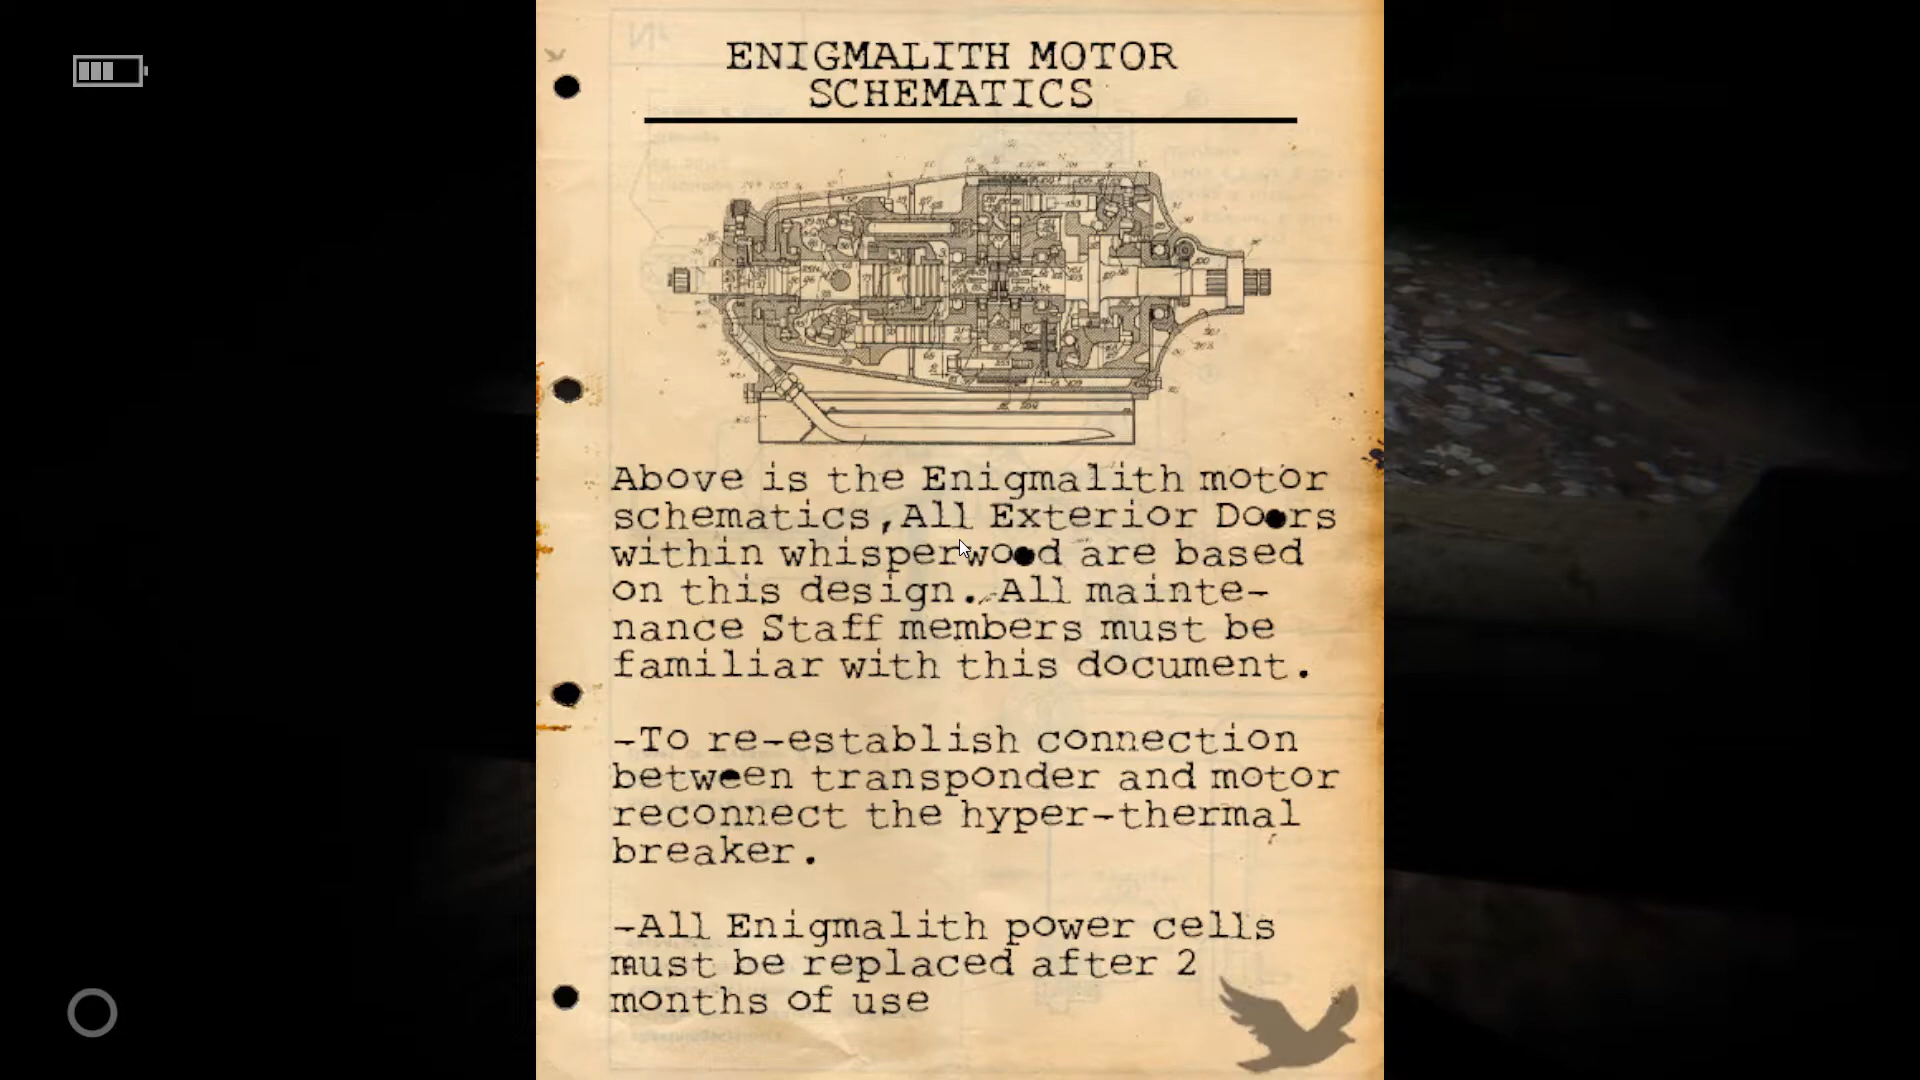 ENIGMALITH MOTOR
SCHEMATICS
Above is the Enigmalith motor
schematics,All Exterior Doors
within whisperwood are based
on this design. All mainte-
nance Staff members must be
familiar with this document.
-To re-establish connection
between transponder and motor
reconnect the hyper-thermal
breaker.
-All Enigmalith power cells
must be replaced after 2
months of use